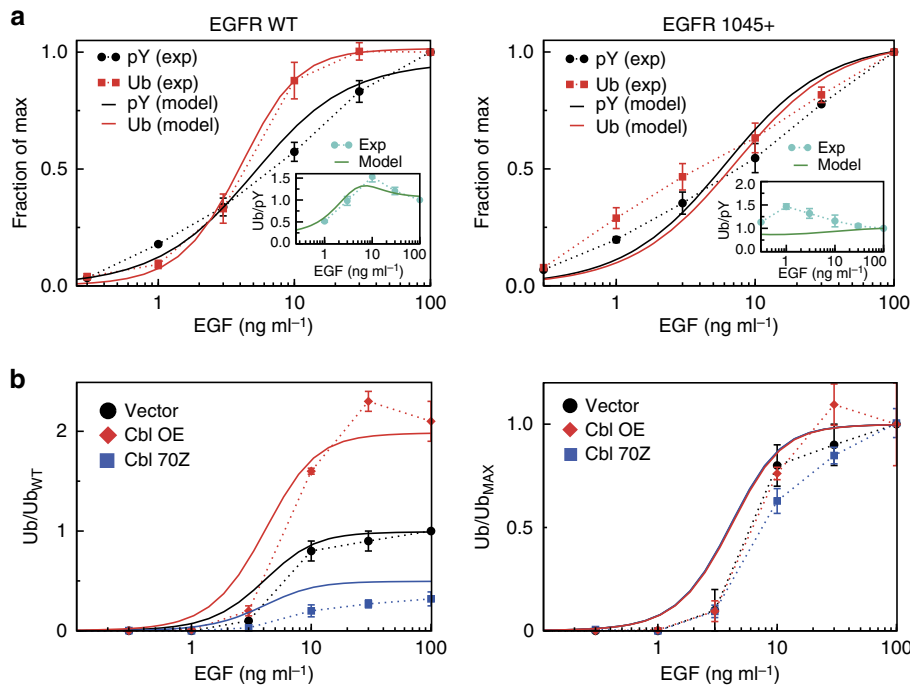 a
EGFR WT
EGFR 1045+
Fraction of max
1.0
0.5
0
pY (exp)
Ub (exp)
pY (model)
Ub (model)
Exp
Model
Ub/pY
1.5
1.0
0.5
0.0
1
10
100
EGF (ng ml⁻¹)
1
10
100
EGF (ng ml⁻¹)
Fraction of max
1.0
0.5
0
pY (exp)
Ub (exp)
pY (model)
Ub (model)
Exp
Model
Ub/pY
2.0
1.5
1.0
0.5
0.0
1
10
100
EGF (ng ml⁻¹)
1
10
100
EGF (ng ml⁻¹)
b
Ub/UbWT
2
1
0
Vector
Cbl OE
Cbl 70Z
1
10
100
EGF (ng ml⁻¹)
Ub/UbMAX
1.0
0.5
0
Vector
Cbl OE
Cbl 70Z
1
10
100
EGF (ng ml⁻¹)